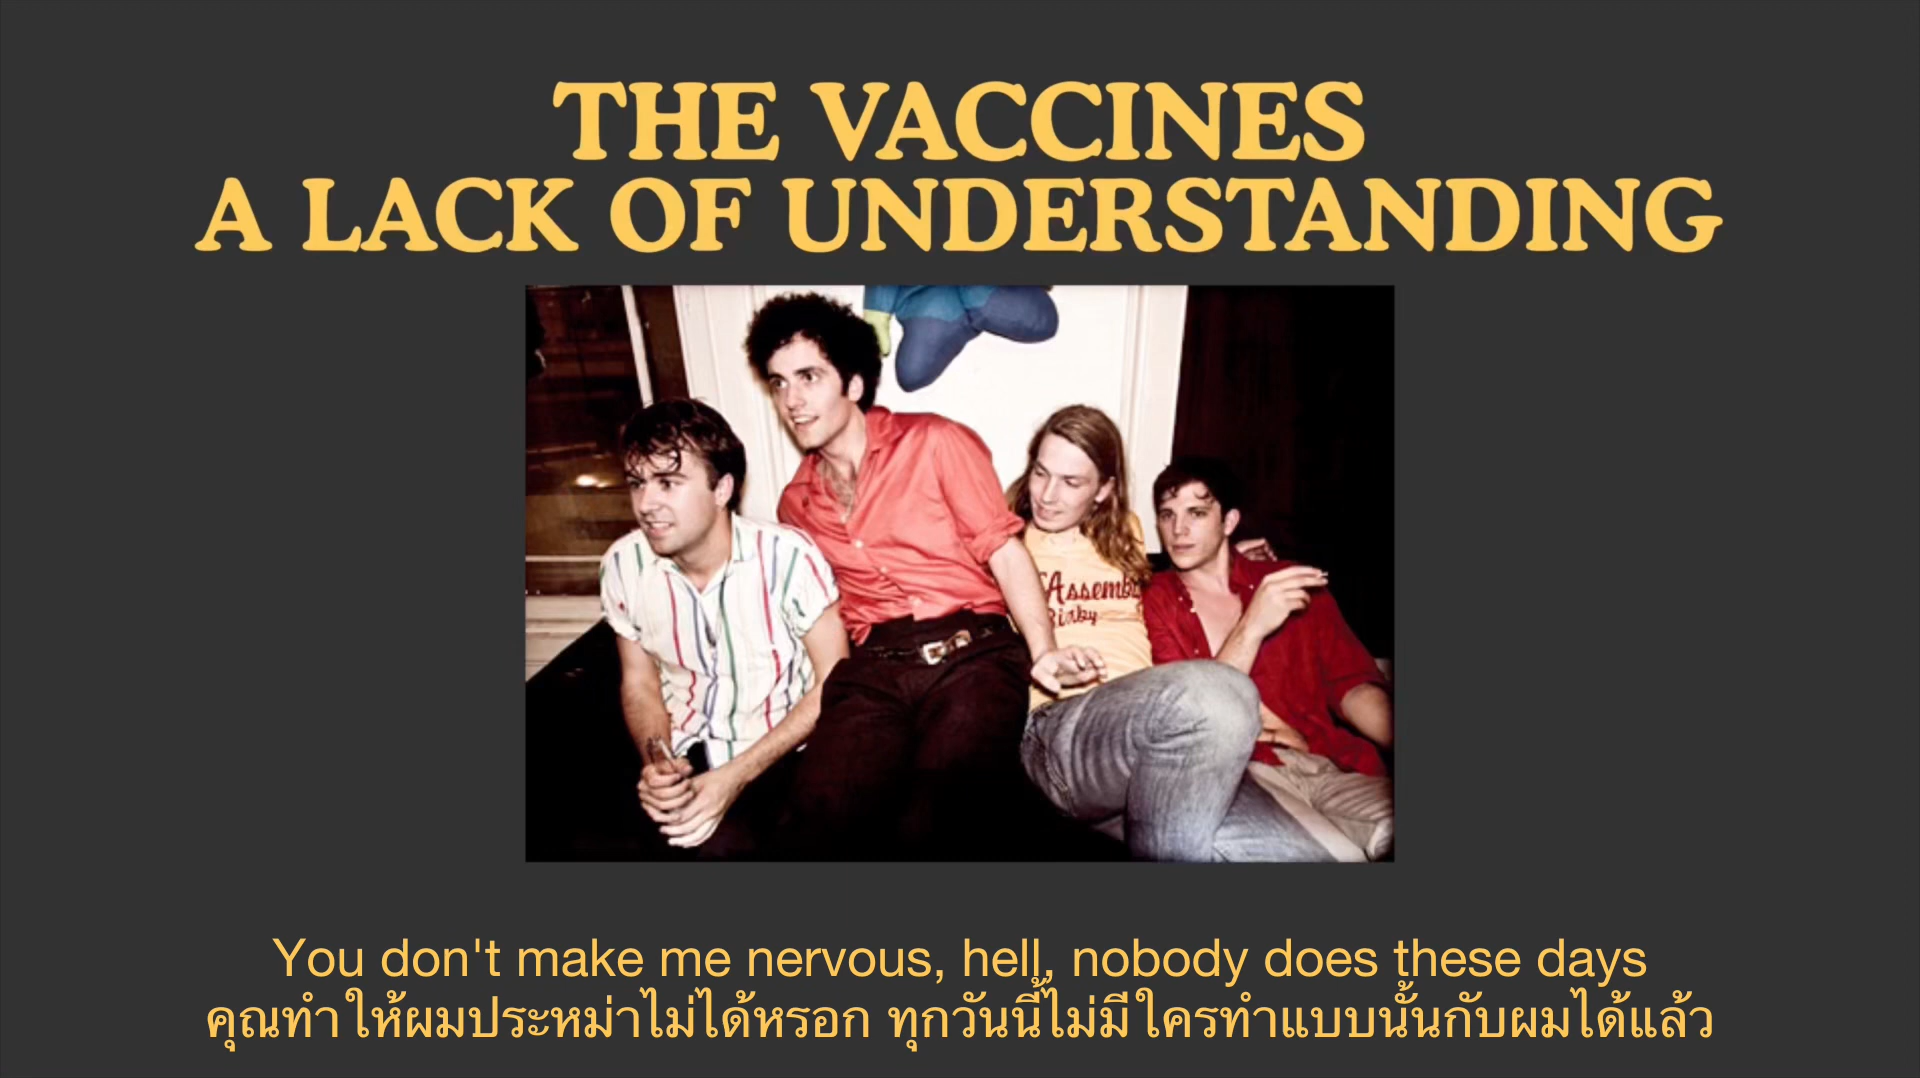 THE VACCINES
A LACK OF UNDERSTANDING
Assemb
You don't make me nervous, hell, nobody does these days
คุณทำให้ผมประหม่าไม่ได้หรอก ทุกวันนี้ไม่มีใครทำแบบนั้นกับผมได้แล้ว